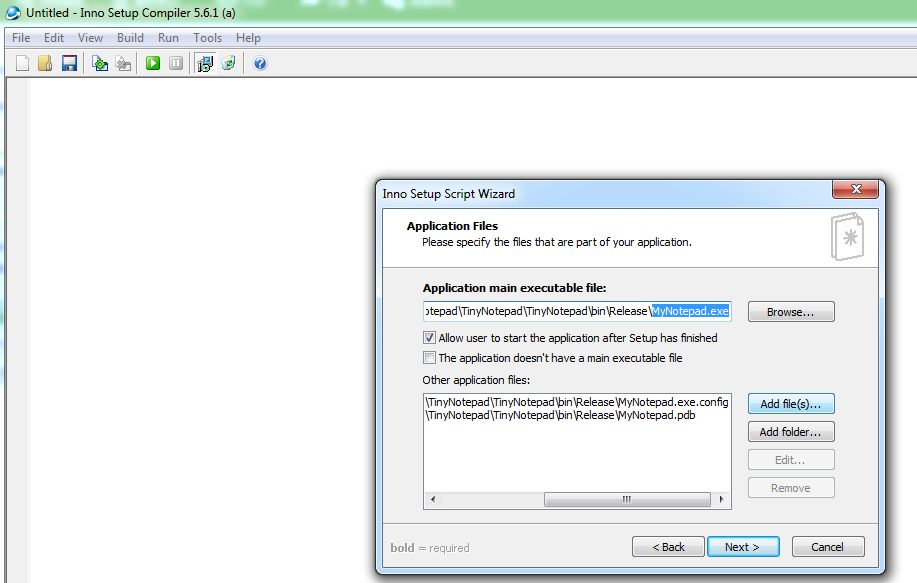 Untitled - Inno Setup Compiler 5.6.1 (a)
File Edit View Build Run Tools Help
Inno Setup Script Wizard
Application Files
Please specify the files that are part of your application.
Application main executable file:
otepad\TinyNotepad\TinyNotepad\bin\Release\MyNotepad.exe
Browse...
Allow user to start the application after Setup has finished
The application doesn't have a main executable file
Other application files:
\TinyNotepad\TinyNotepad\bin\Release\MyNotepad.exe.config
\TinyNotepad\TinyNotepad\bin\Release\MyNotepad.pdb
Add file(s)...
Add folder...
Edit...
Remove
bold = required
< Back
Next >
Cancel